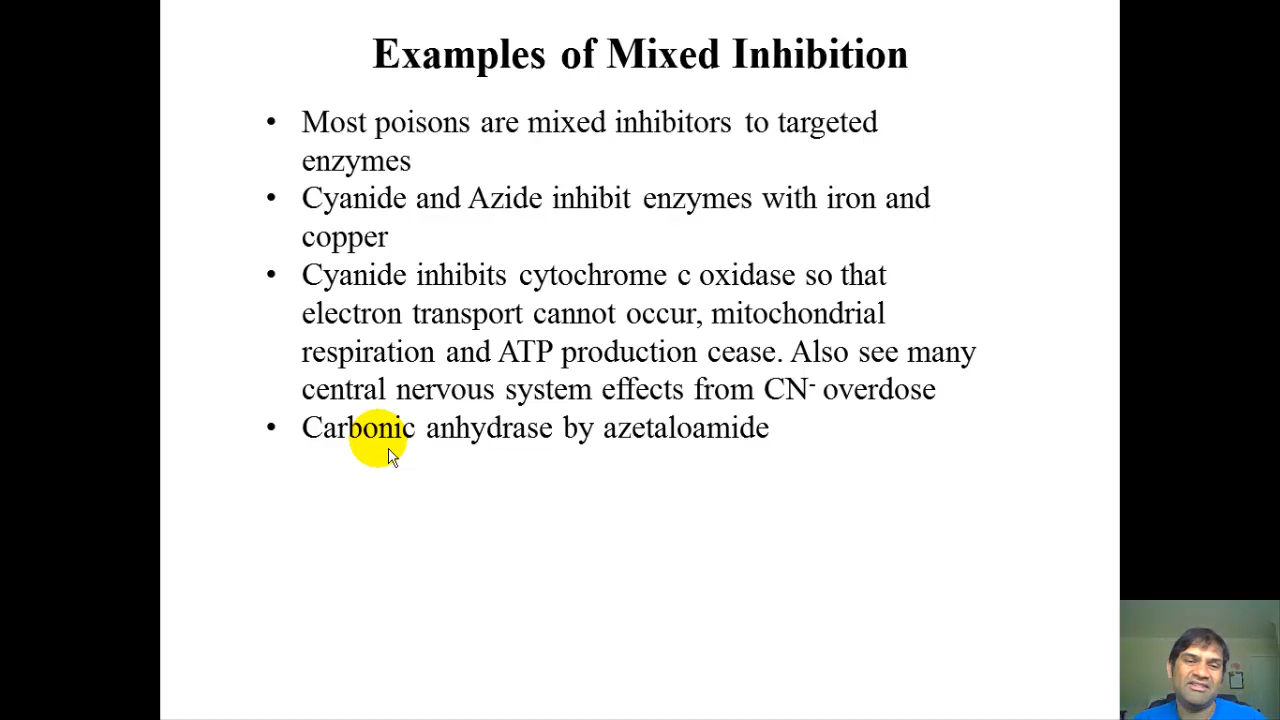 Examples of Mixed Inhibition
• Most poisons are mixed inhibitors to targeted
enzymes
• Cyanide and Azide inhibit enzymes with iron and
copper
• Cyanide inhibits cytochrome c oxidase so that
electron transport cannot occur, mitochondrial
respiration and ATP production cease. Also see many
central nervous system effects from CN⁻ overdose
• Carbonic anhydrase by azetaloamide